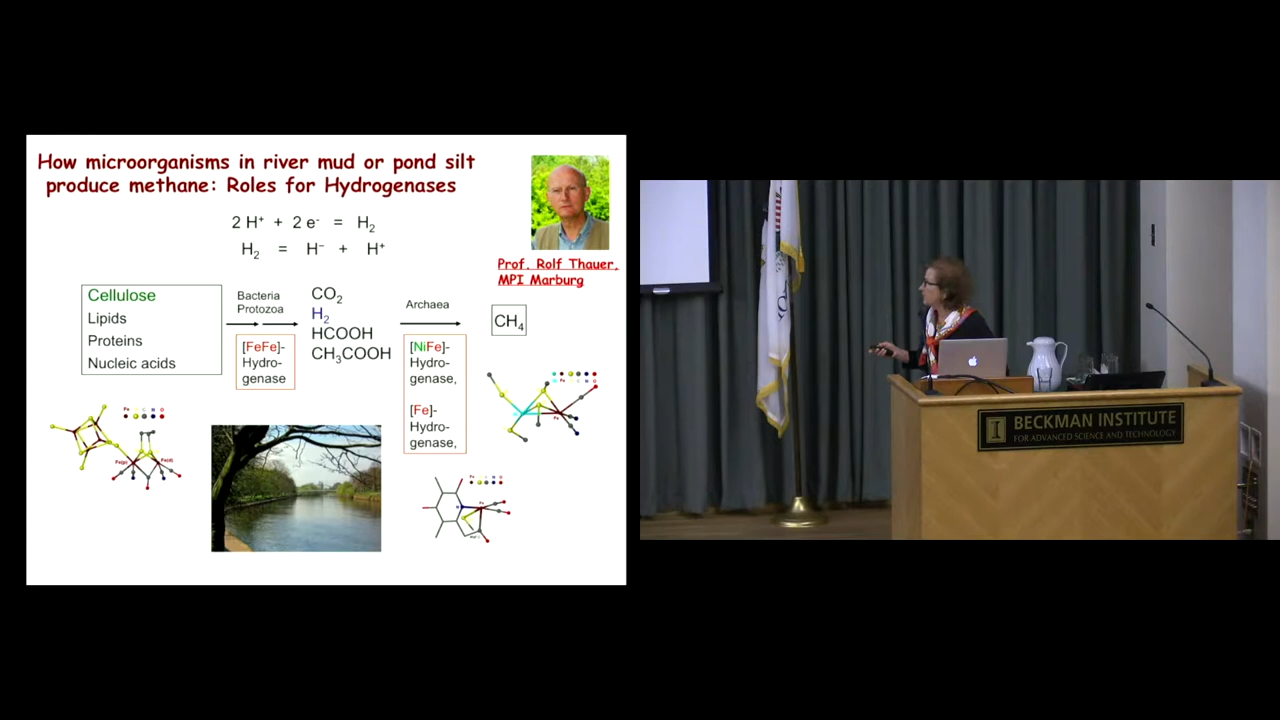 How microorganisms in river mud or pond silt
produce methane: Roles for Hydrogenases
2 H⁺ + 2 e⁻ = H₂
H₂ = H⁻ + H⁺
Prof. Rolf Thauer,
MPI Marburg
Cellulose
Lipids
Proteins
Nucleic acids
Bacteria
Protozoa
[FeFe]-
Hydro-
genase
CO₂
H₂
HCOOH
CH₃COOH
Archaea
[NiFe]-
Hydro-
genase,
[Fe]-
Hydro-
genase,
CH₄
BECKMAN INSTITUTE
FOR ADVANCED SCIENCE AND TECHNOLOGY